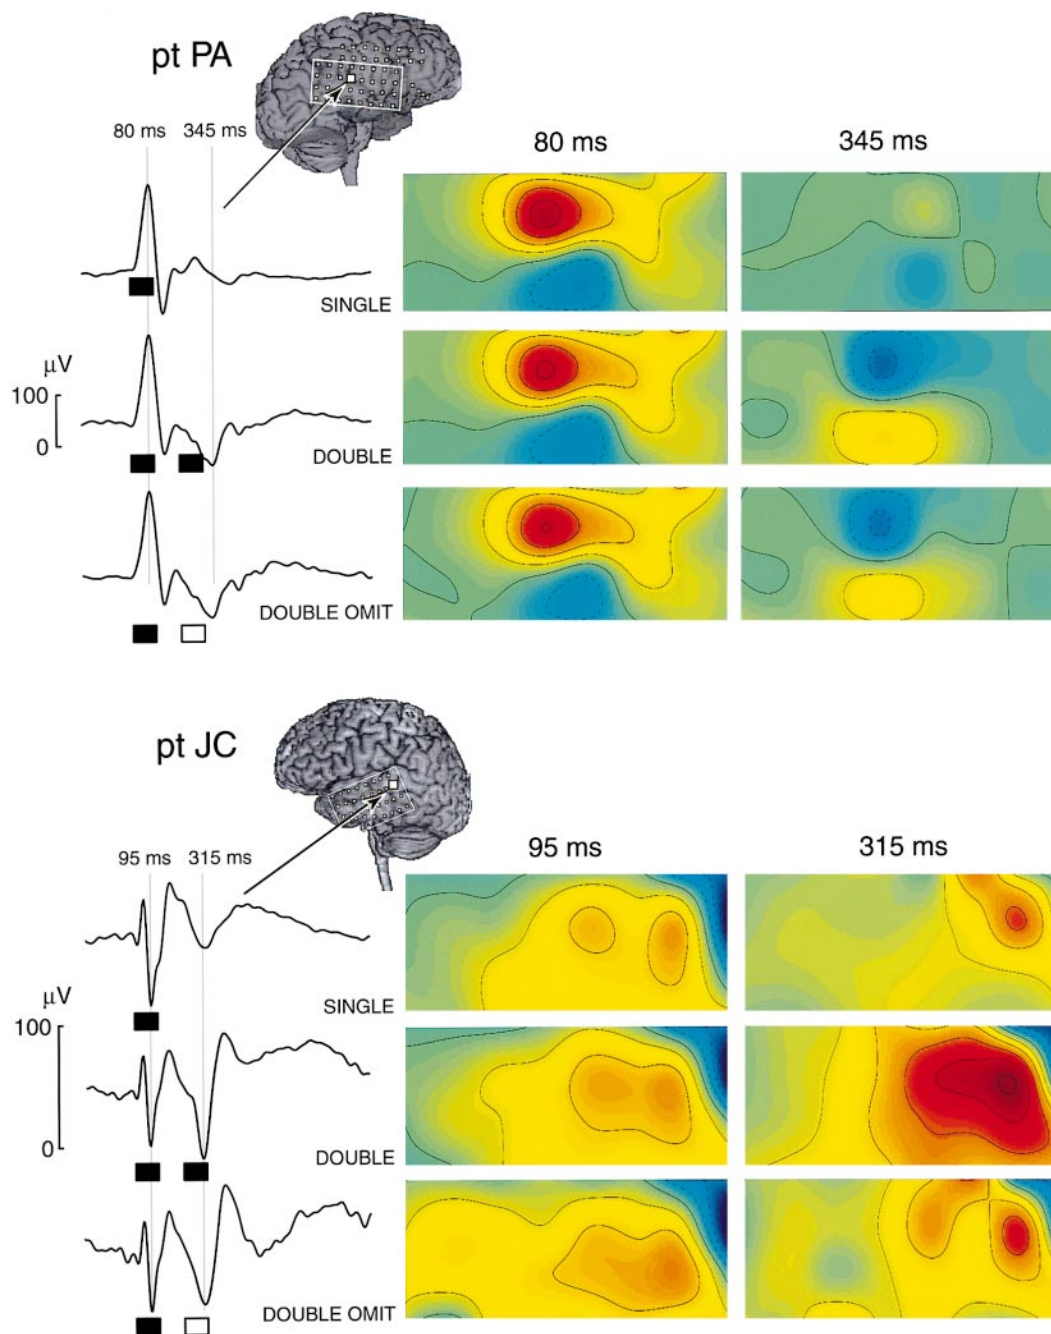 pt PA
80 ms 345 ms
80 ms 345 ms
SINGLE
µV
100
0
DOUBLE
DOUBLE OMIT
pt JC
95 ms 315 ms
95 ms 315 ms
SINGLE
µV
100
0
DOUBLE
DOUBLE OMIT